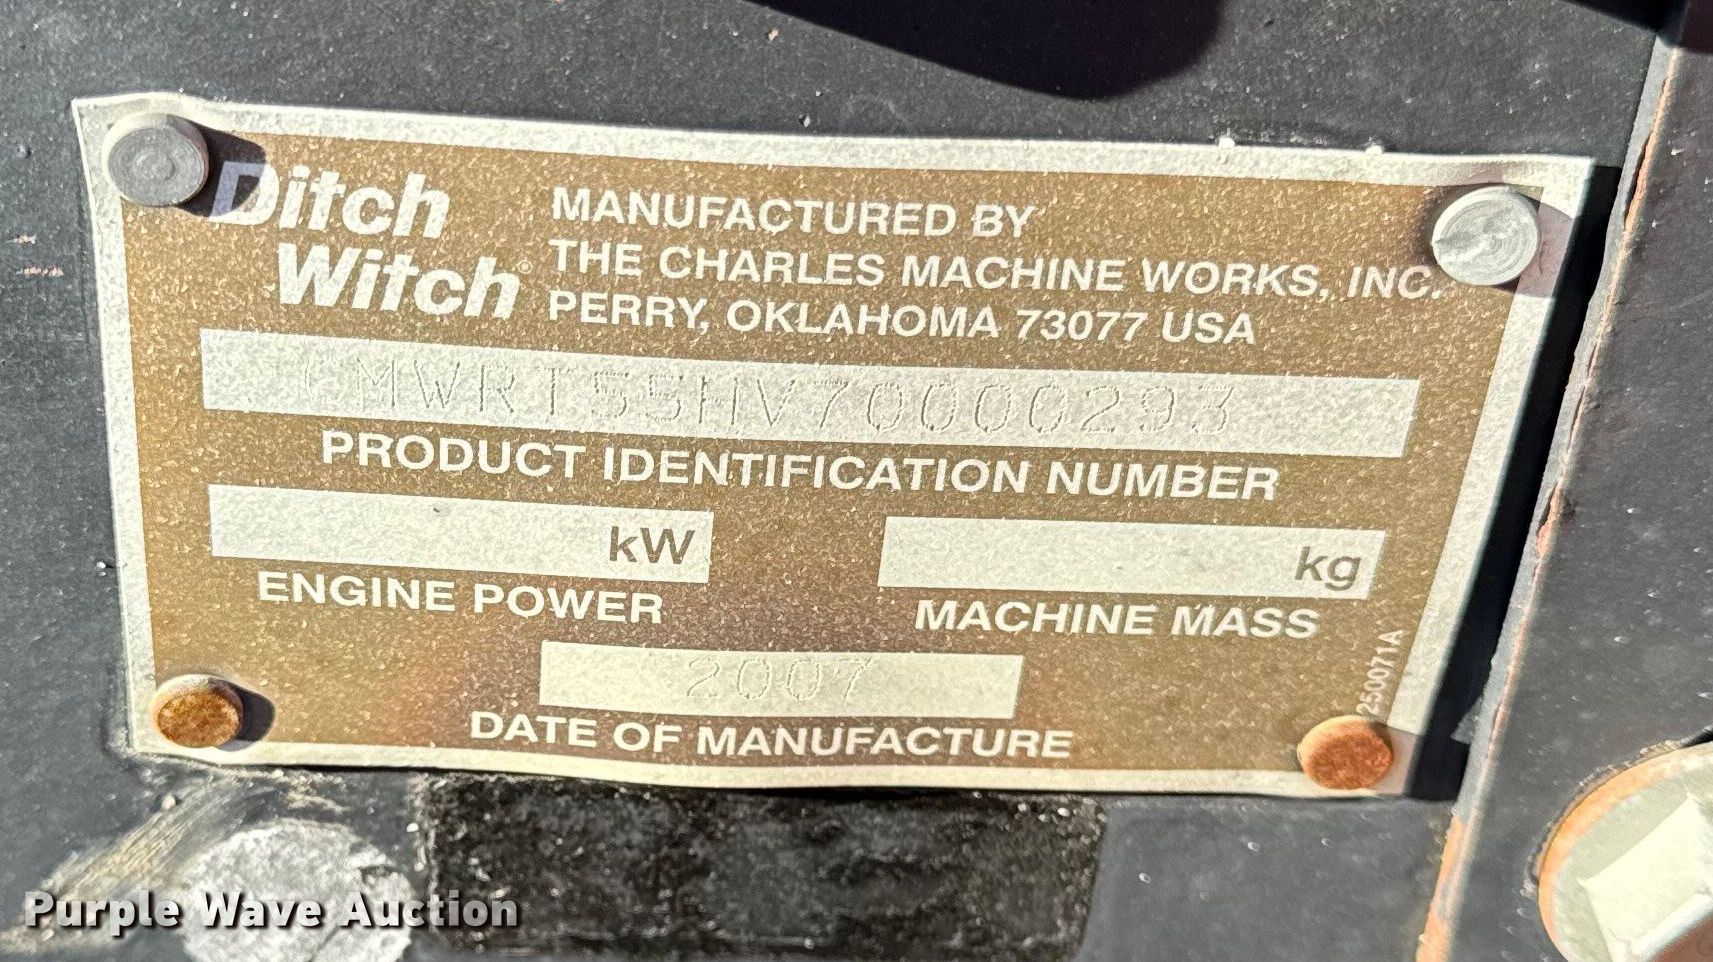 Ditch
Witch®
MANUFACTURED BY
THE CHARLES MACHINE WORKS, INC.
PERRY, OKLAHOMA 73077 USA
CMWRT55HV70000293
PRODUCT IDENTIFICATION NUMBER
kW
ENGINE POWER
kg
MACHINE MASS
2007
DATE OF MANUFACTURE
250071A
Purple Wave Auction